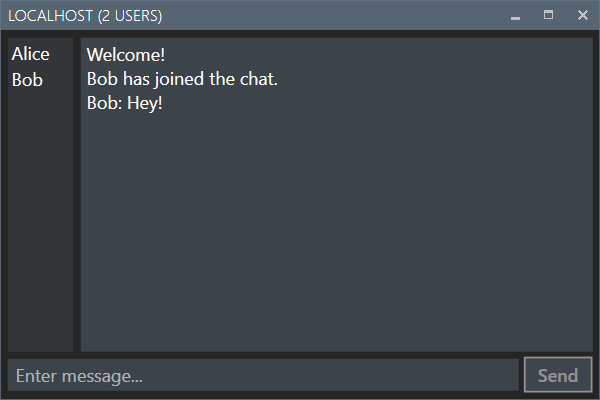 LOCALHOST (2 USERS)
Alice
Bob
Welcome!
Bob has joined the chat.
Bob: Hey!
Enter message...
Send